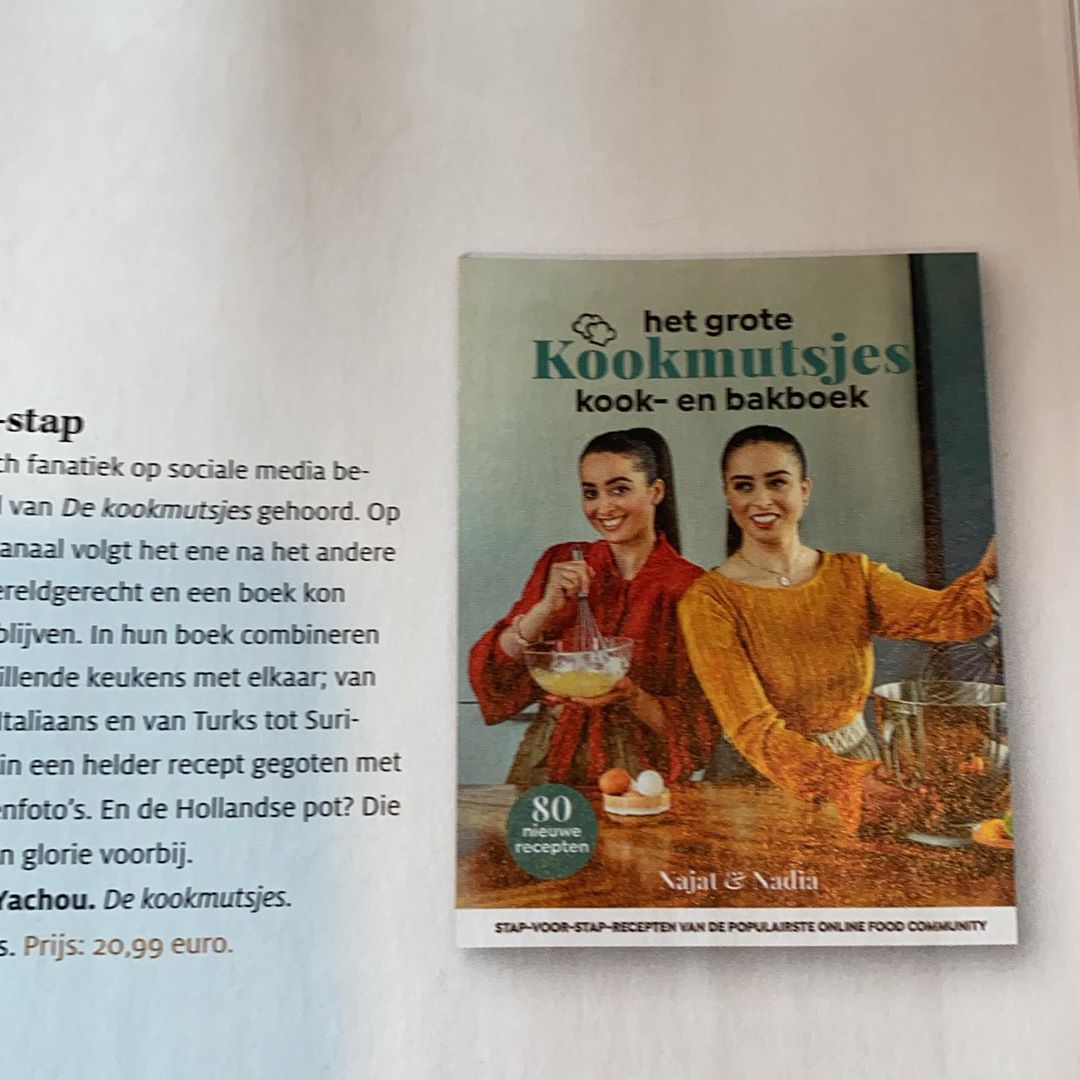 -stap
ch fanatiek op sociale media be-
van De kookmutsjes gehoord. Op
anaal volgt het ene na het andere
ereldgerecht en een boek kon
blijven. In hun boek combineren
illende keukens met elkaar; van
Italiaans en van Turks tot Suri-
in een helder recept gegoten met
enfoto's. En de Hollandse pot? Die
n glorie voorbij.
Yachou. De kookmutsjes.
s. Prijs: 20,99 euro.
het grote
Kookmutsjes
kook- en bakboek
80
nieuwe
recepten
Najat & Nadia
STAP-VOOR-STAP-RECEPTEN VAN DE POPULAIRSTE ONLINE FOOD COMMUNITY